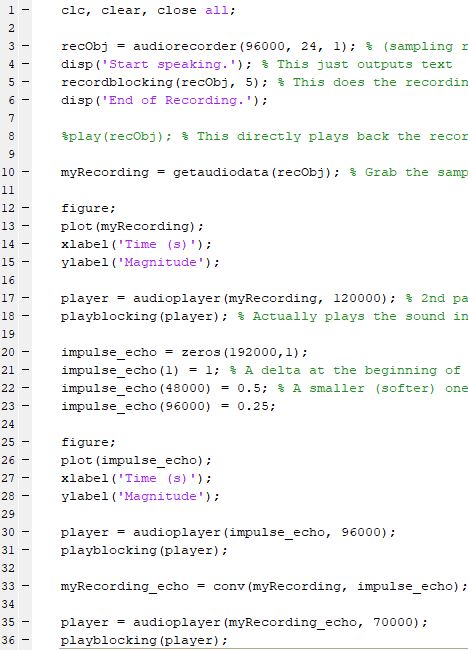 1 − clc, clear, close all;
2
3 − recObj = audiorecorder(96000, 24, 1); % (sampling r
4 − disp('Start speaking.'); % This just outputs text
5 − recordblocking(recObj, 5); % This does the recordin
6 − disp('End of Recording.');
7
8 %play(recObj); % This directly plays back the recor
9
10 − myRecording = getaudiodata(recObj); % Grab the samp
11
12 − figure;
13 − plot(myRecording);
14 − xlabel('Time (s)');
15 − ylabel('Magnitude');
16
17 − player = audioplayer(myRecording, 120000); % 2nd pa
18 − playblocking(player); % Actually plays the sound in
19
20 − impulse_echo = zeros(192000,1);
21 − impulse_echo(1) = 1; % A delta at the beginning of
22 − impulse_echo(48000) = 0.5; % A smaller (softer) one
23 − impulse_echo(96000) = 0.25;
24
25 − figure;
26 − plot(impulse_echo);
27 − xlabel('Time (s)');
28 − ylabel('Magnitude');
29
30 − player = audioplayer(impulse_echo, 96000);
31 − playblocking(player);
32
33 − myRecording_echo = conv(myRecording, impulse_echo);
34
35 − player = audioplayer(myRecording_echo, 70000);
36 − playblocking(player);